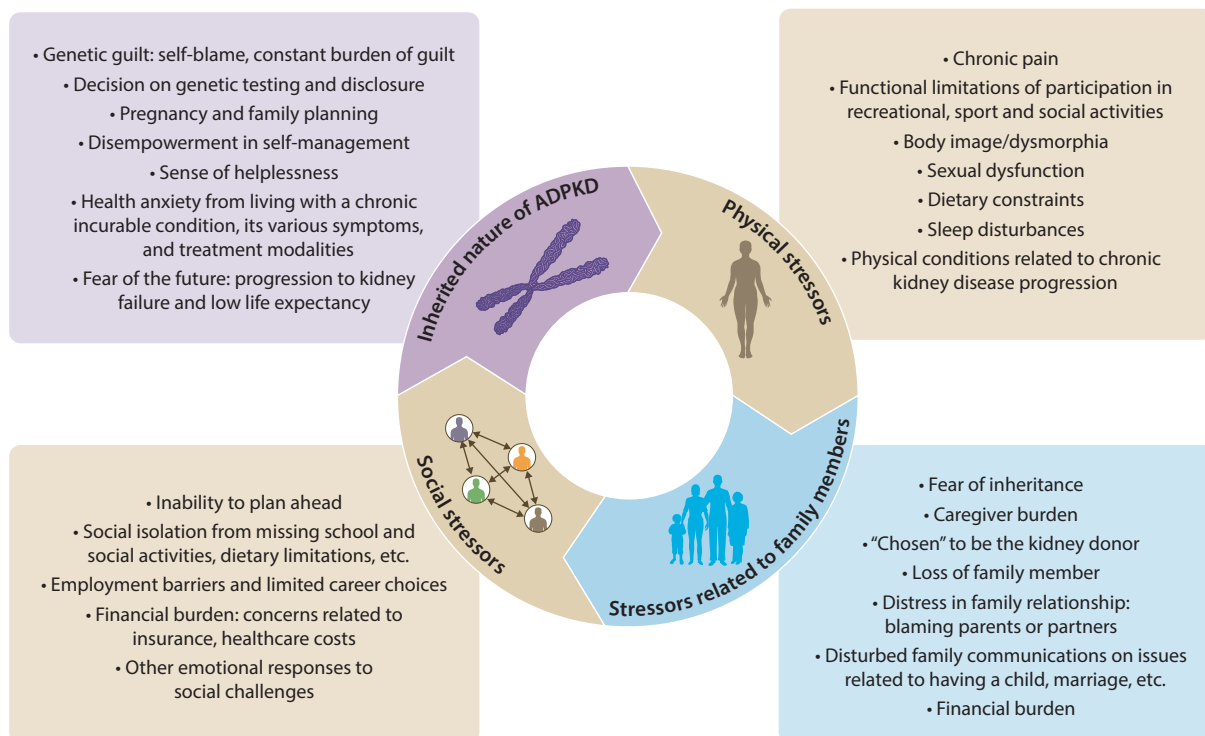 • Genetic guilt: self-blame, constant burden of guilt
• Decision on genetic testing and disclosure
• Pregnancy and family planning
• Disempowerment in self-management
• Sense of helplessness
• Health anxiety from living with a chronic
incurable condition, its various symptoms,
and treatment modalities
• Fear of the future: progression to kidney
failure and low life expectancy
• Chronic pain
• Functional limitations of participation in
recreational, sport and social activities
• Body image/dysmorphia
• Sexual dysfunction
• Dietary constraints
• Sleep disturbances
• Physical conditions related to chronic
kidney disease progression
Inherited nature of ADPKD
Physical stressors
Social stressors
Stressors related to family members
• Inability to plan ahead
• Social isolation from missing school and
social activities, dietary limitations, etc.
• Employment barriers and limited career choices
• Financial burden: concerns related to
insurance, healthcare costs
• Other emotional responses to
social challenges
• Fear of inheritance
• Caregiver burden
• “Chosen” to be the kidney donor
• Loss of family member
• Distress in family relationship:
blaming parents or partners
• Disturbed family communications on issues
related to having a child, marriage, etc.
• Financial burden